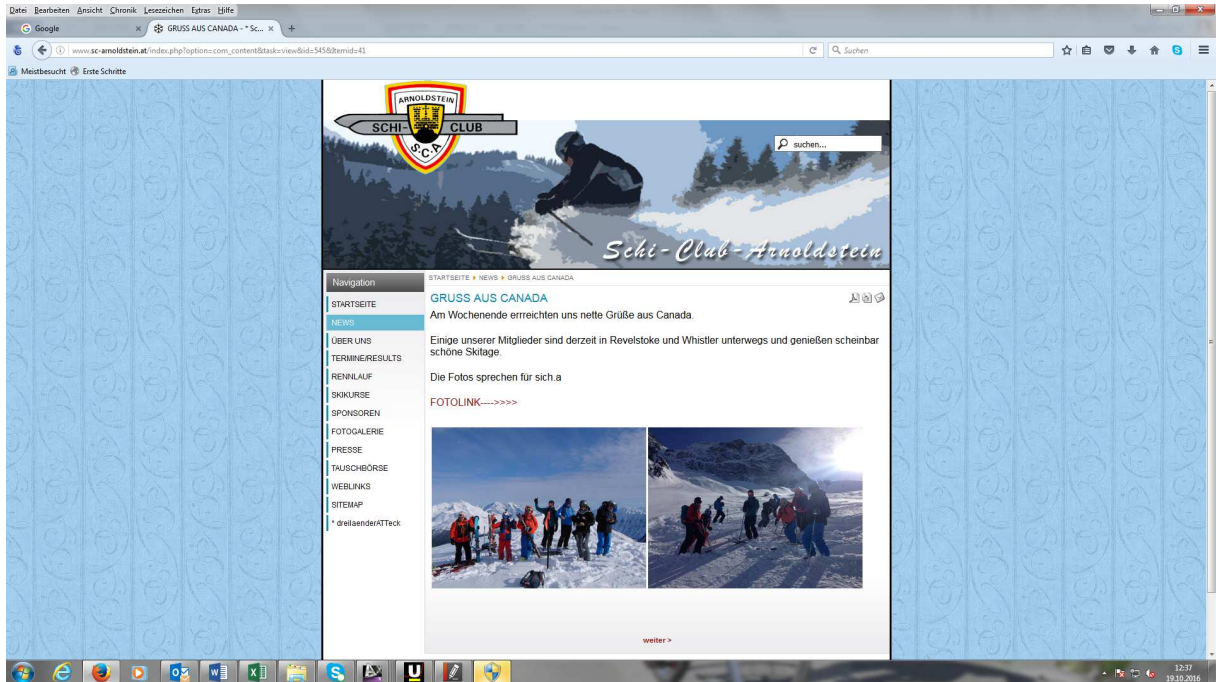 Datei Bearbeiten Ansicht Chronik Lesezeichen Extras Hilfe
Google
GRUSS AUS CANADA - * Sc...
www.sc-arnoldstein.at/index.php?option=com_content&task=view&id=545&Itemid=41
Suchen
Meistbesucht Erste Schritte
ARNOLDSTEIN
SCHI- CLUB
S.C.A
suchen...
Schi-Club-Arnoldstein
Navigation
STARTSEITE
NEWS
ÜBER UNS
TERMINE/RESULTS
RENNLAUF
SKIKURSE
SPONSOREN
FOTOGALERIE
PRESSE
TAUSCHBÖRSE
WEBLINKS
SITEMAP
* dreilaenderATTeck
STARTSEITE NEWS GRUSS AUS CANADA
GRUSS AUS CANADA
Am Wochenende errreichten uns nette Grüße aus Canada.
Einige unserer Mitglieder sind derzeit in Revelstoke und Whistler unterwegs und genießen scheinbar
schöne Skitage.
Die Fotos sprechen für sich.a
FOTOLINK---->>>>
weiter >
12:37
19.10.2016